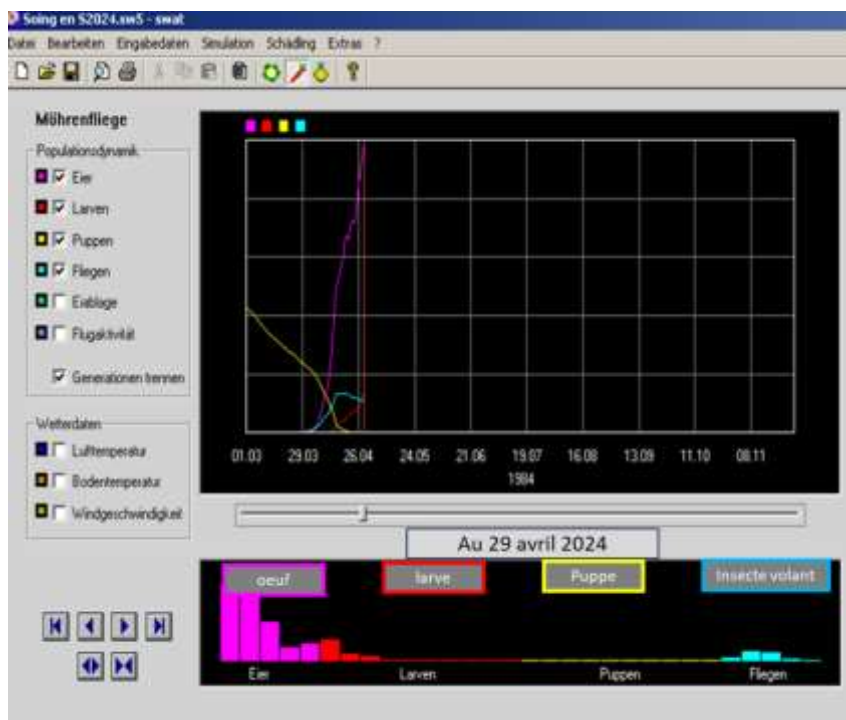 Soing en S2024.sw5 - swat
Datei Bearbeiten Eingabedaten Simulation Schädling Extras ?
Möhrenfliege
Populationsdynamik
Eier
Larven
Puppen
Fliegen
Eiablage
Flugaktivität
Generationen trennen
Wetterdaten
Lufttemperatur
Bodentemperatur
Windgeschwindigkeit
01.03 29.03 26.04 24.05 21.06 19.07 16.08 13.09 11.10 08.11
1984
Au 29 avril 2024
oeuf larve Puppe Insecte volant
Eier Larven Puppen Fliegen